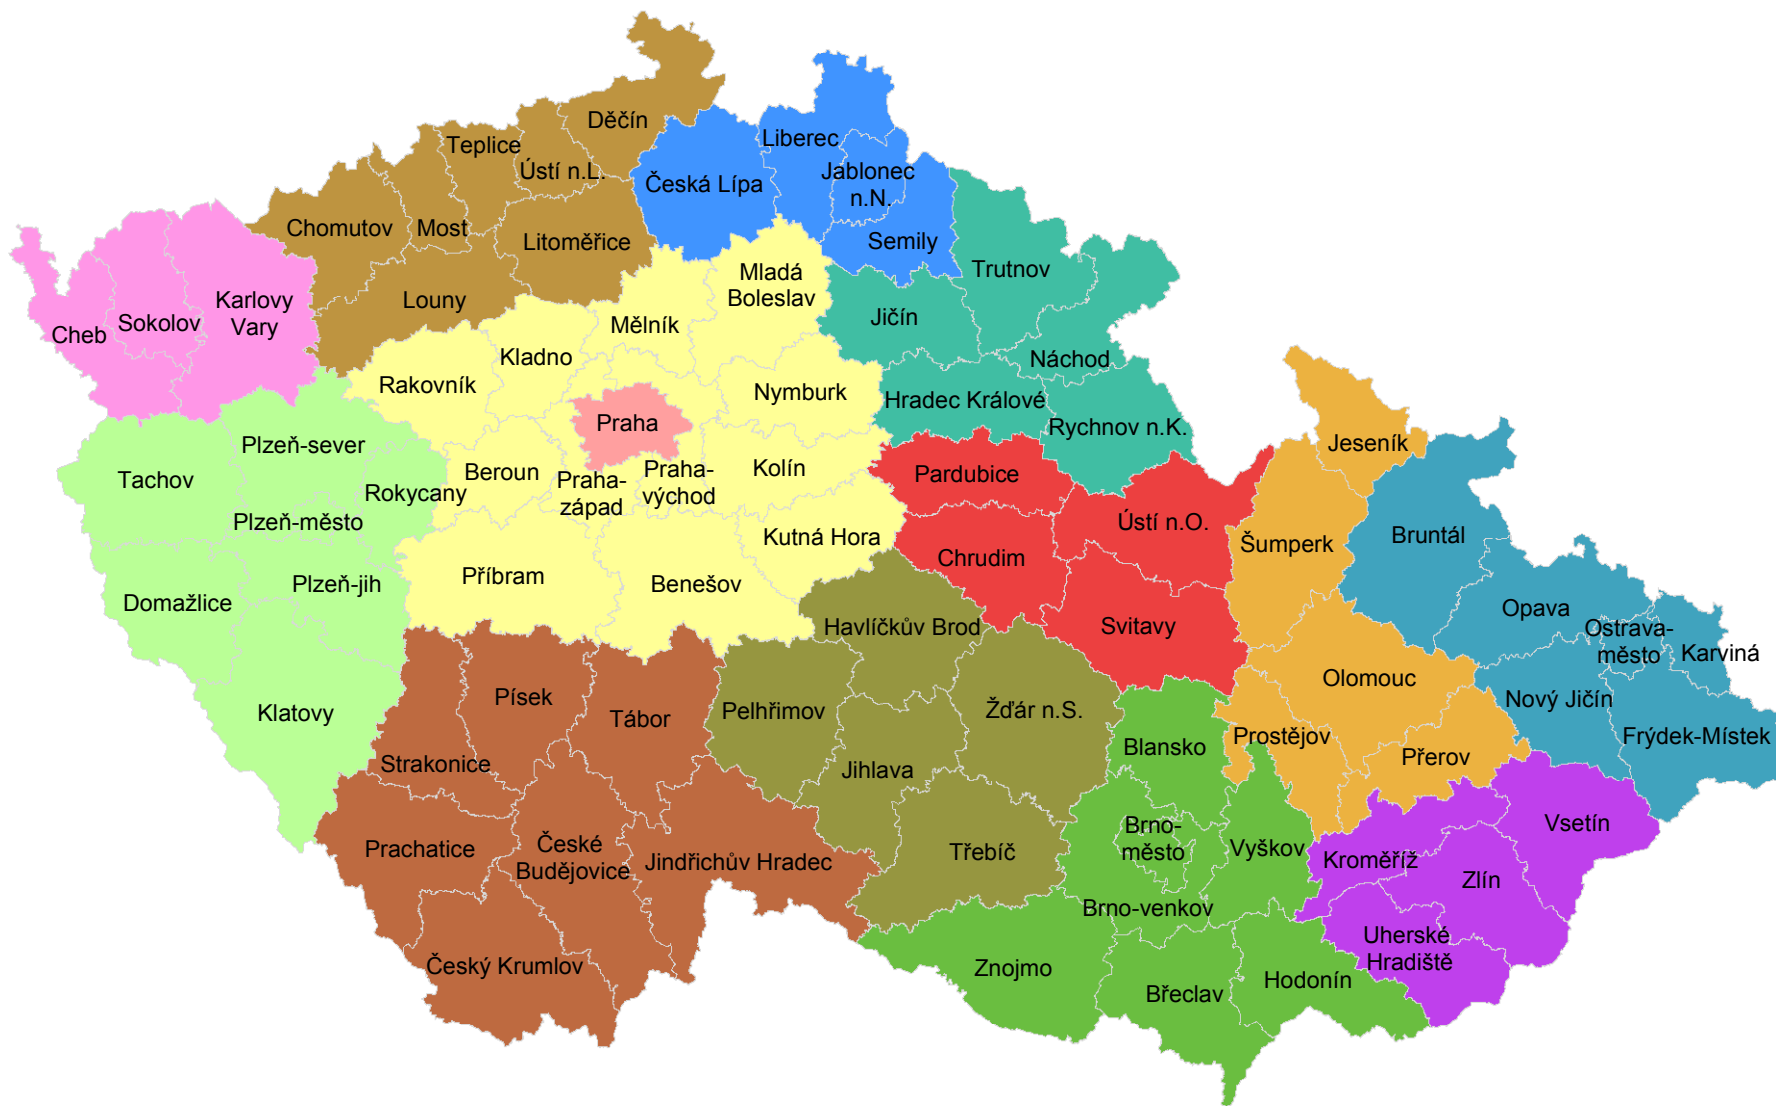 Děčín
Teplice
Ústí n.L.
Liberec
Česká Lípa
Jablonec
n.N.
Chomutov
Most
Litoměřice
Semily
Louny
Karlovy
Vary
Sokolov
Cheb
Mladá
Boleslav
Trutnov
Jičín
Mělník
Kladno
Rakovník
Náchod
Nymburk
Hradec Králové
Praha
Rychnov n.K.
Plzeň-sever
Tachov
Beroun
Rokycany
Praha-
západ
Praha-
východ
Kolín
Pardubice
Jeseník
Plzeň-město
Kutná Hora
Ústí n.O.
Šumperk
Bruntál
Chrudim
Plzeň-jih
Domažlice
Příbram
Benešov
Havlíčkův Brod
Svitavy
Opava
Ostrava-
město
Karviná
Olomouc
Nový Jičín
Klatovy
Písek
Tábor
Pelhřimov
Žďár n.S.
Prostějov
Frýdek-Místek
Blansko
Přerov
Strakonice
Jihlava
Prachatice
České
Budějovice
Jindřichův Hradec
Třebíč
Brno-
město
Vyškov
Vsetín
Kroměříž
Zlín
Brno-venkov
Uherské
Hradiště
Český Krumlov
Znojmo
Břeclav
Hodonín